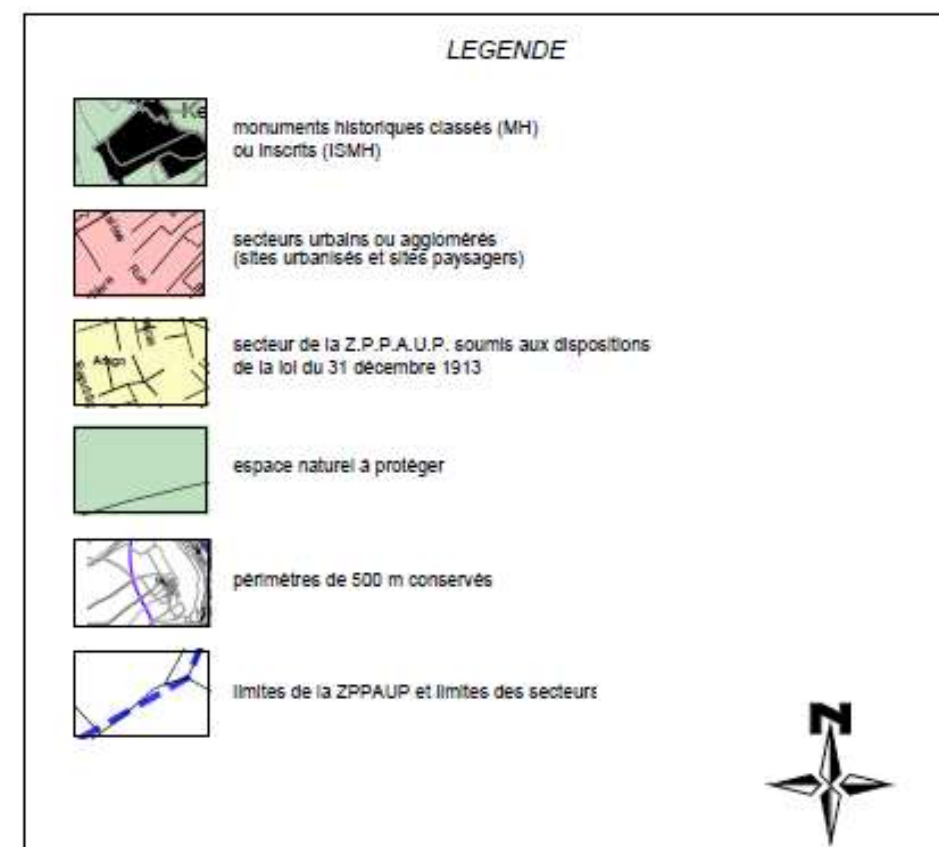 LEGENDE
Ke
monuments historiques classés (MH)
ou inscrits (ISMH)
Rue
secteurs urbains ou agglomérés
(sites urbanisés et sites paysagers)
secteur de la Z.P.P.A.U.P. soumis aux dispositions
de la loi du 31 décembre 1913
espace naturel à protéger
périmètres de 500 m conservés
limites de la ZPPAUP et limites des secteurs
N